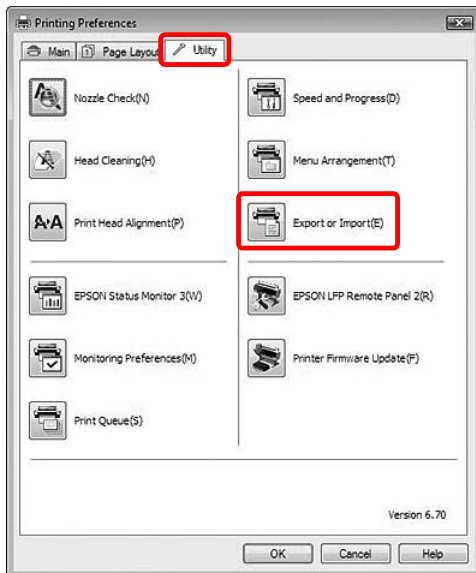 Printing Preferences
Main
Page Layout
Utility
Nozzle Check(N)
Speed and Progress(D)
Head Cleaning(H)
Menu Arrangement(T)
A·A
Print Head Alignment(P)
Export or Import(E)
EPSON Status Monitor 3(W)
EPSON LFP Remote Panel 2(R)
Monitoring Preferences(M)
Printer Firmware Update(F)
Print Queue(S)
Version 6.70
OK
Cancel
Help